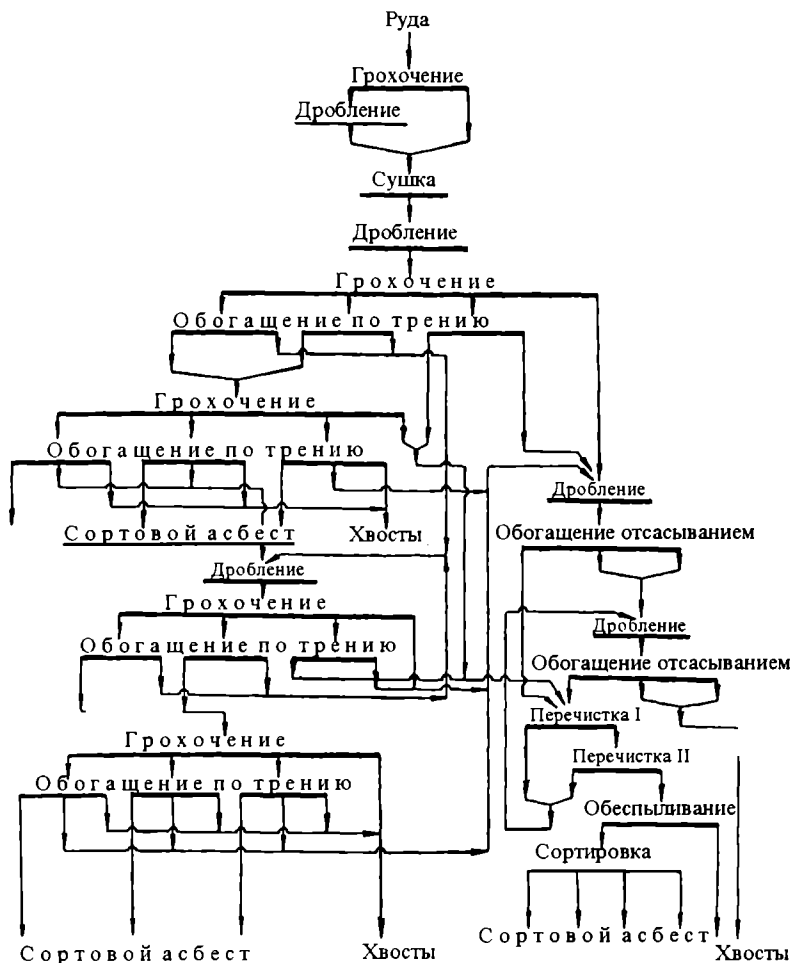 Руда
Грохочение
Дробление
Сушка
Дробление
Грохочение
Обогащение по трению
Грохочение
Обогащение по трению
Дробление
Сортовой асбест
Хвосты
Обогащение отсасыванием
Дробление
Грохочение
Дробление
Обогащение по трению
Обогащение отсасыванием
Перечистка I
Грохочение
Перечистка II
Обогащение по трению
Обеспыливание
Сортировка
Сортовой асбест
Хвосты
Сортовой асбест
Хвосты